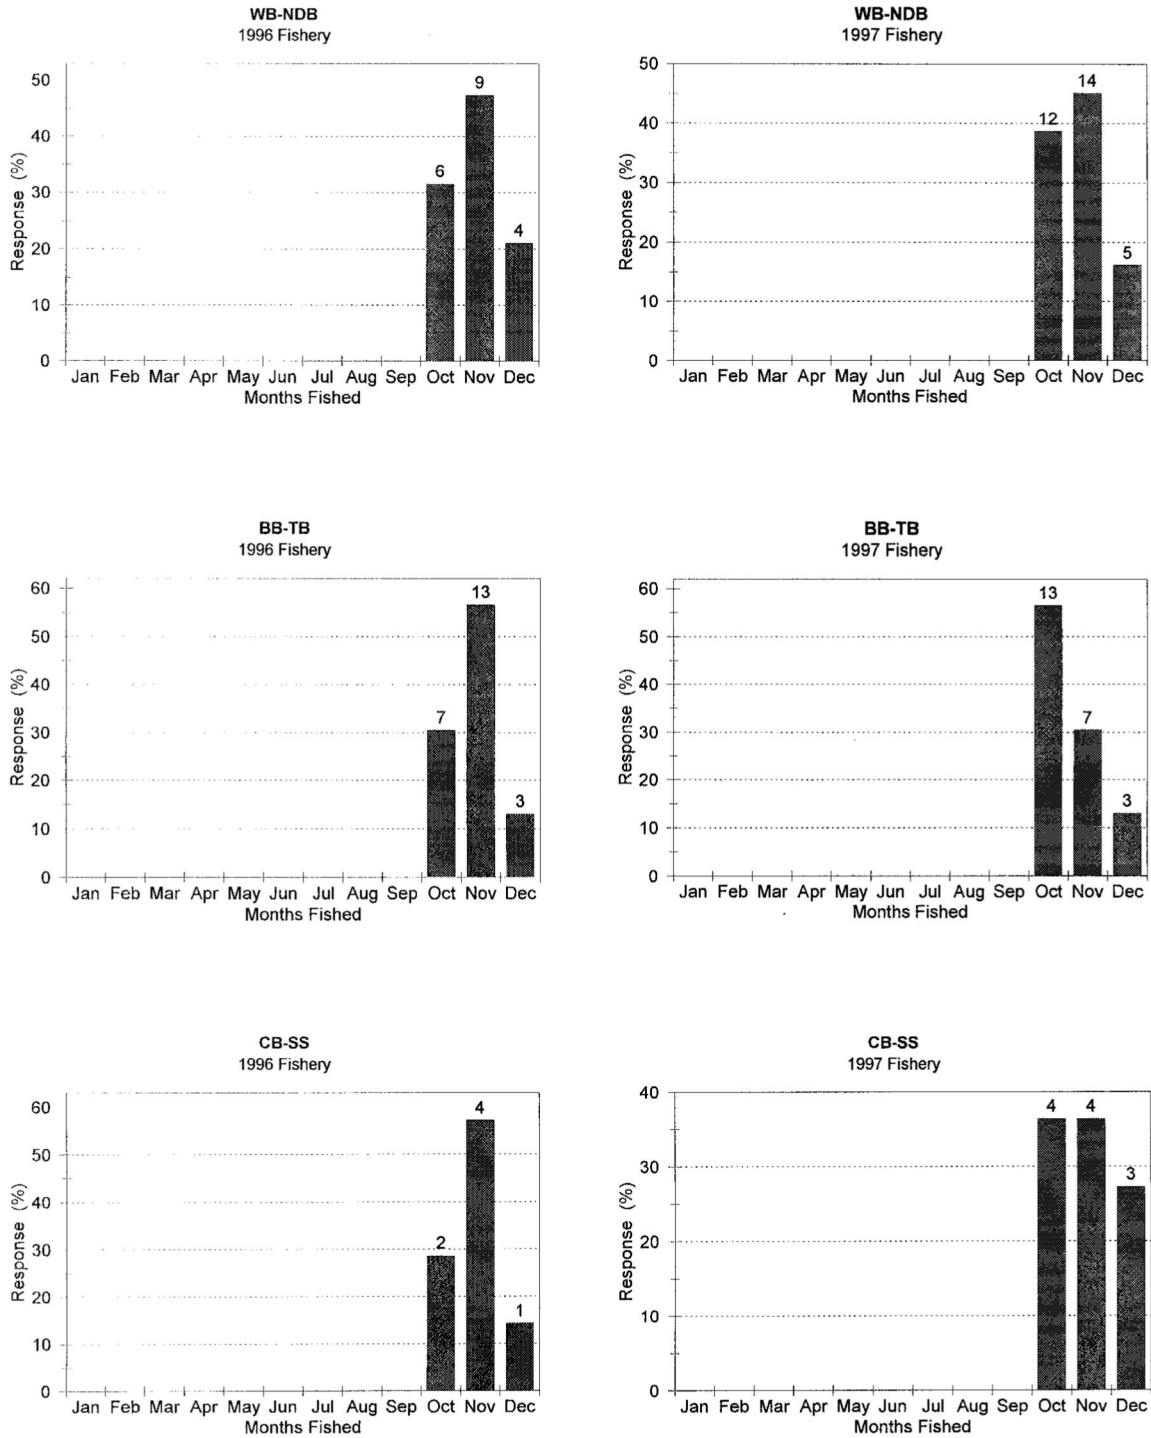 WB-NDB
1996 Fishery
50
40
30
20
10
0
Response (%)
9
6
4
Jan Feb Mar Apr May Jun Jul Aug Sep Oct Nov Dec
Months Fished
WB-NDB
1997 Fishery
50
40
30
20
10
0
Response (%)
14
12
5
Jan Feb Mar Apr May Jun Jul Aug Sep Oct Nov Dec
Months Fished
BB-TB
1996 Fishery
60
50
40
30
20
10
0
Response (%)
13
7
3
Jan Feb Mar Apr May Jun Jul Aug Sep Oct Nov Dec
Months Fished
BB-TB
1997 Fishery
60
50
40
30
20
10
0
Response (%)
13
7
3
Jan Feb Mar Apr May Jun Jul Aug Sep Oct Nov Dec
Months Fished
CB-SS
1996 Fishery
60
50
40
30
20
10
0
Response (%)
4
2
1
Jan Feb Mar Apr May Jun Jul Aug Sep Oct Nov Dec
Months Fished
CB-SS
1997 Fishery
40
30
20
10
0
Response (%)
4 4
3
Jan Feb Mar Apr May Jun Jul Aug Sep Oct Nov Dec
Months Fished